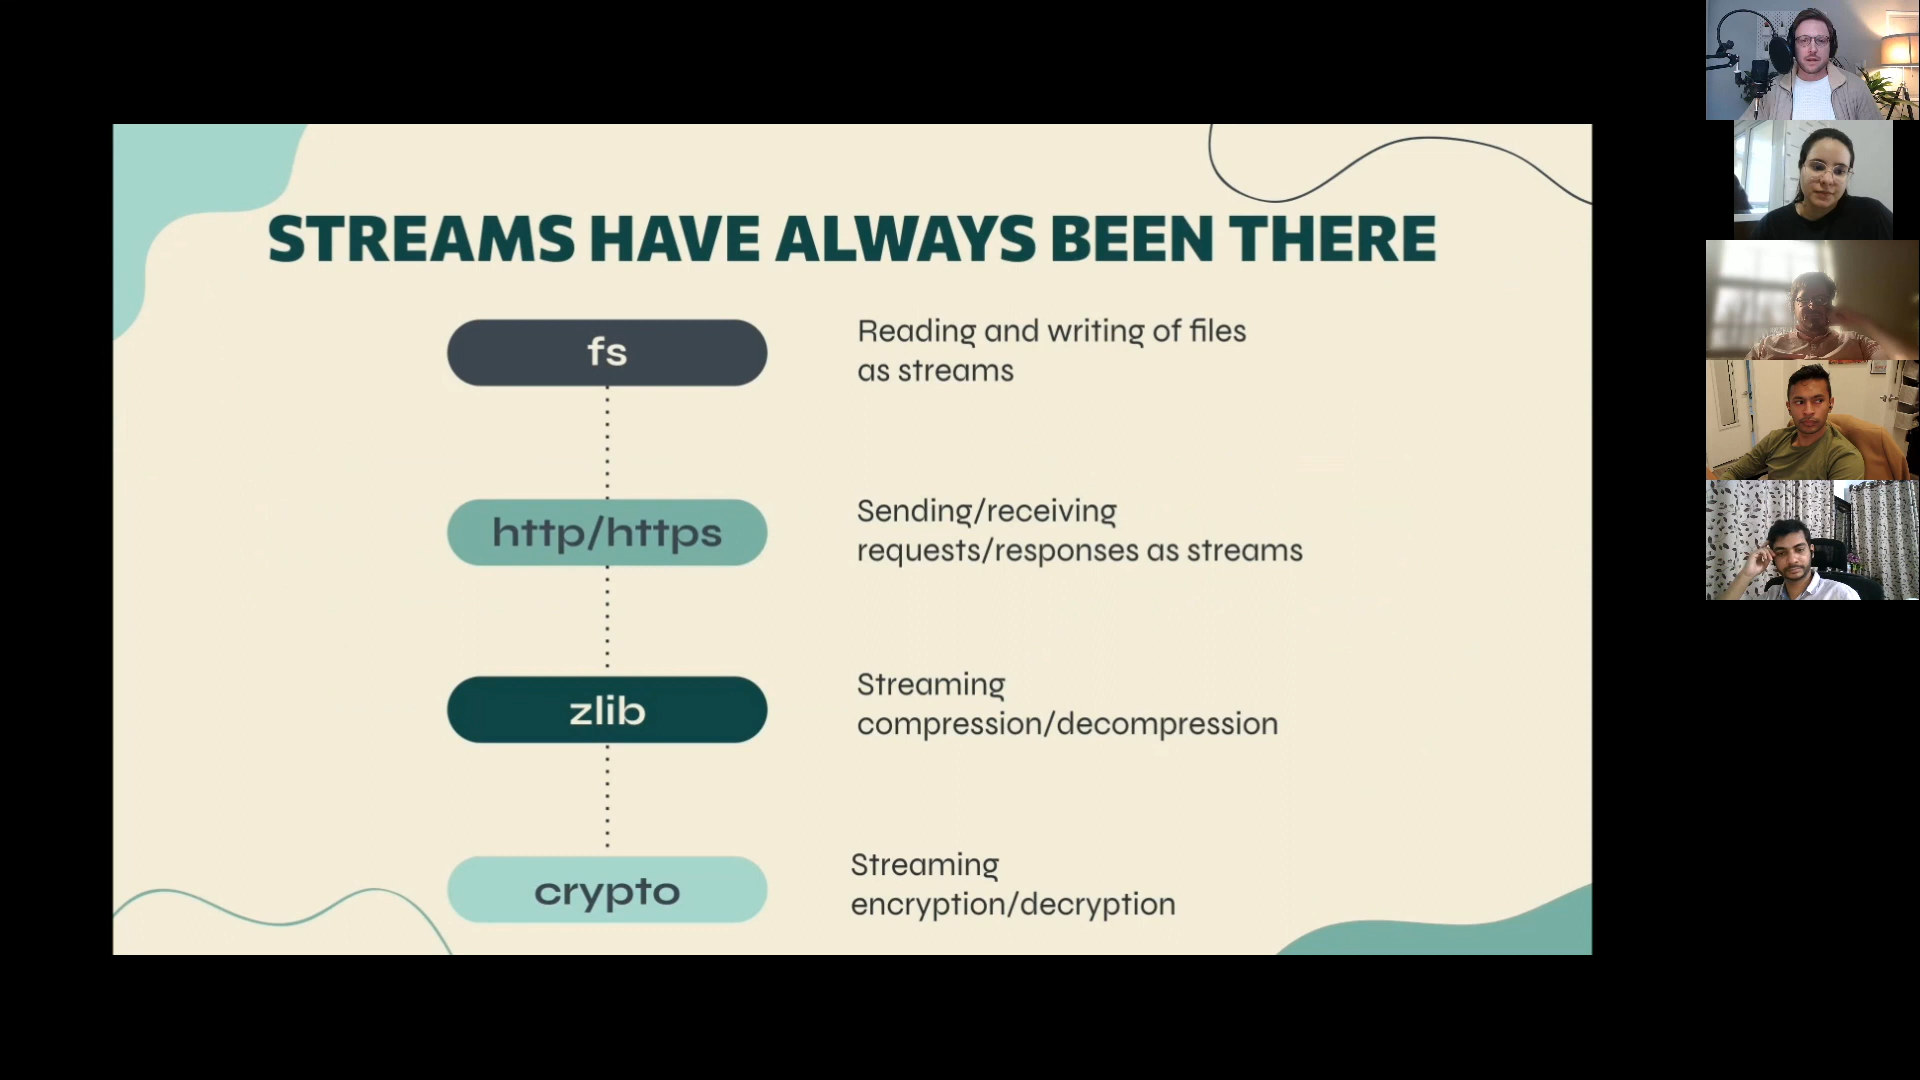 STREAMS HAVE ALWAYS BEEN THERE
fs
Reading and writing of files
as streams
http/https
Sending/receiving
requests/responses as streams
zlib
Streaming
compression/decompression
crypto
Streaming
encryption/decryption